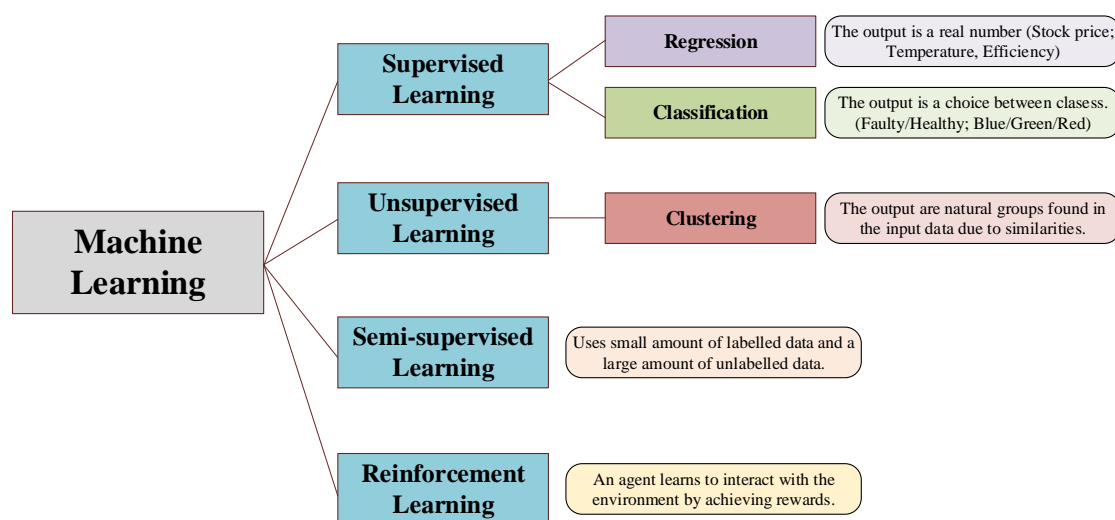 Machine
Learning
Supervised
Learning
Regression
The output is a real number (Stock price;
Temperature, Efficiency)
Classification
The output is a choice between clasess.
(Faulty/Healthy; Blue/Green/Red)
Unsupervised
Learning
Clustering
The output are natural groups found in
the input data due to similarities.
Semi-supervised
Learning
Uses small amount of labelled data and a
large amount of unlabelled data.
Reinforcement
Learning
An agent learns to interact with the
environment by achieving rewards.